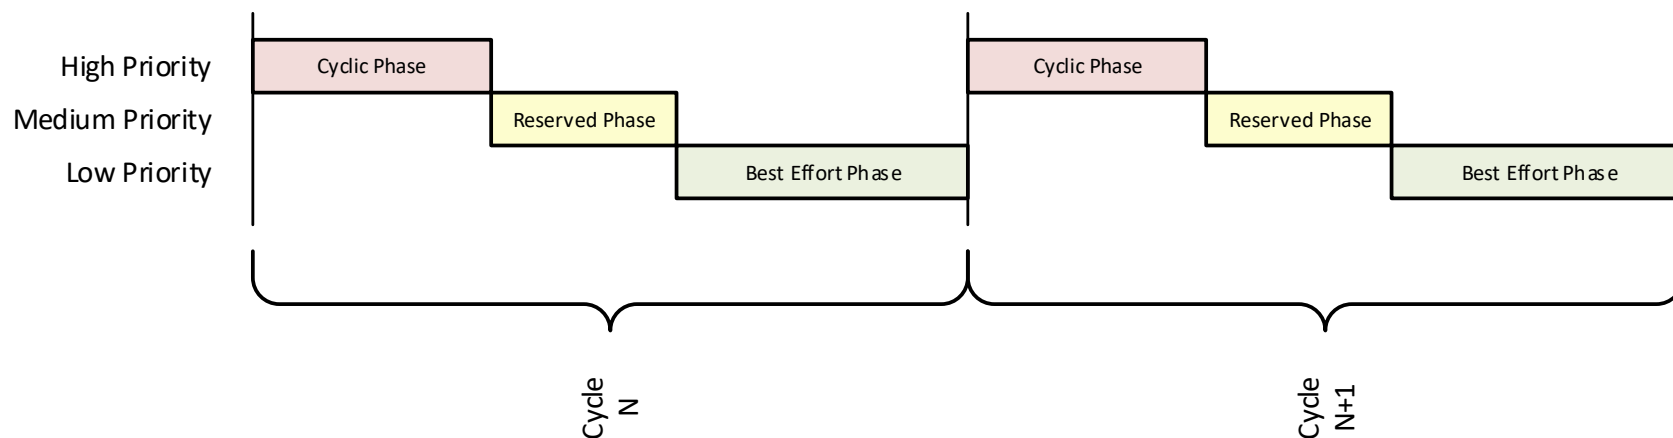 High Priority
Cyclic Phase
Cyclic Phase
Medium Priority
Reserved Phase
Reserved Phase
Low Priority
Best Effort Phase
Best Effort Phase
Cycle
N
Cycle
N+1